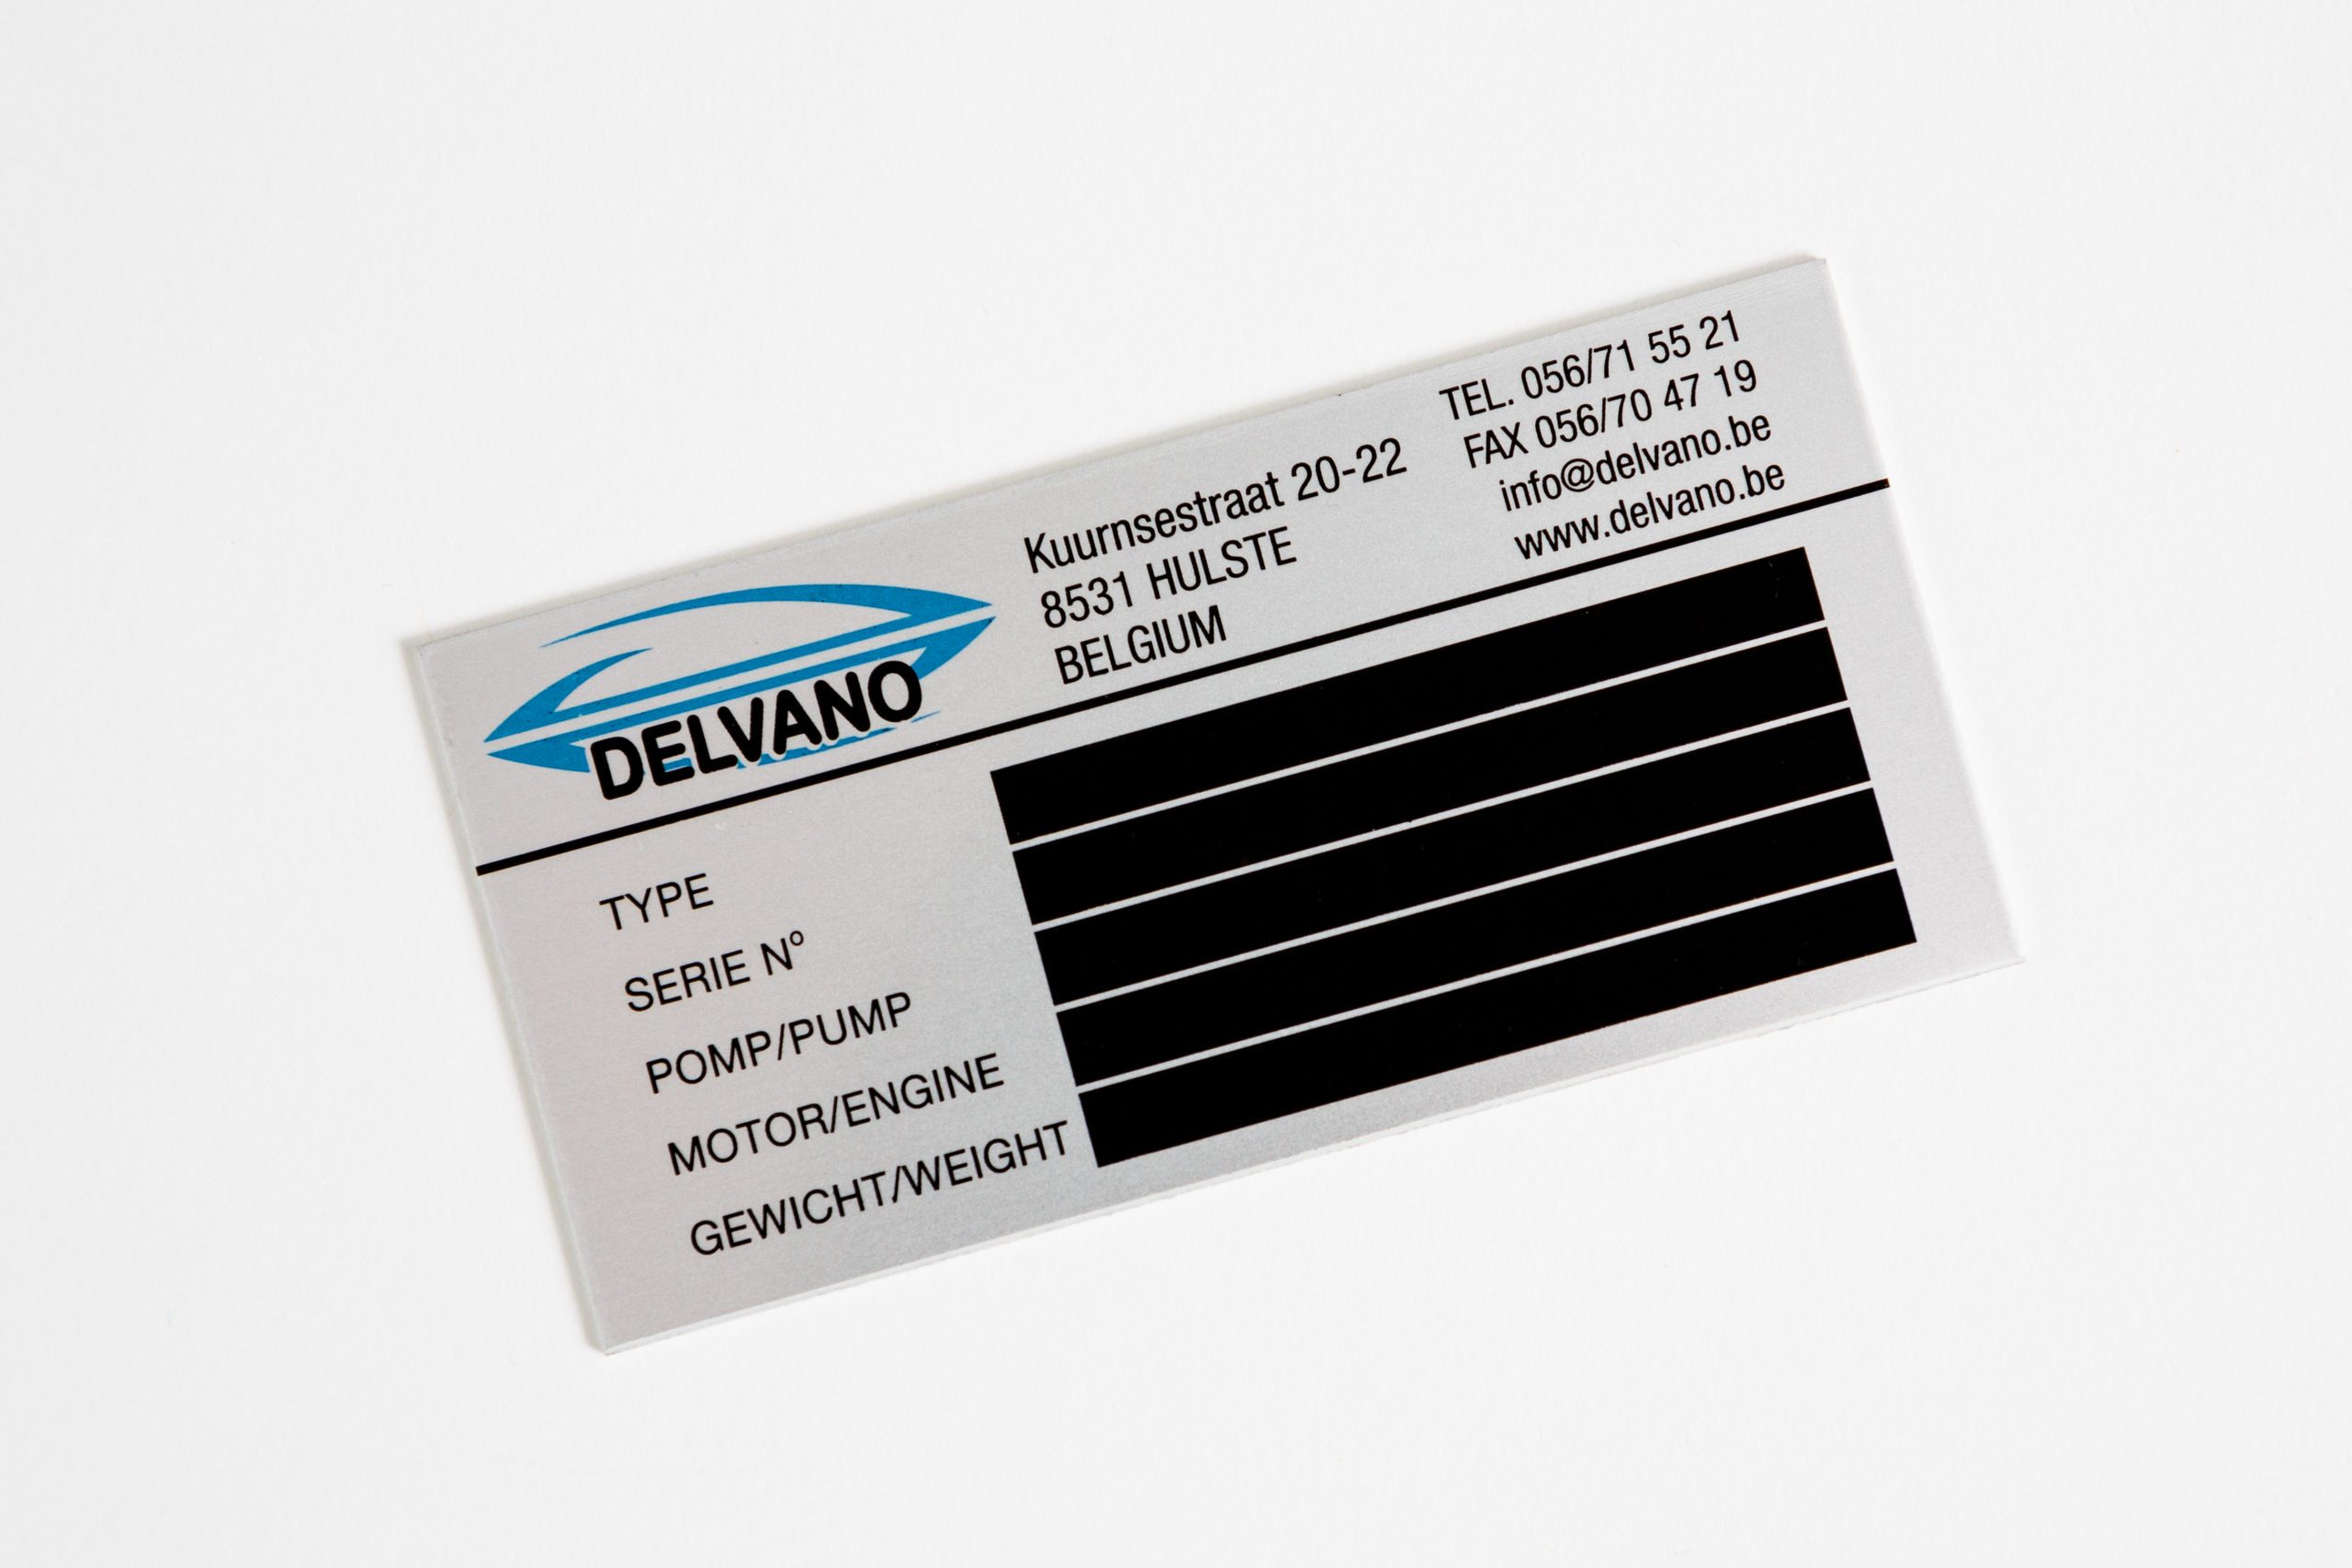 DELVANO
Kuurnsestraat 20-22
8531 HULSTE
BELGIUM
TEL. 056/71 55 21
FAX 056/70 47 19
info@delvano.be
www.delvano.be
TYPE
SERIE N°
POMP/PUMP
MOTOR/ENGINE
GEWICHT/WEIGHT